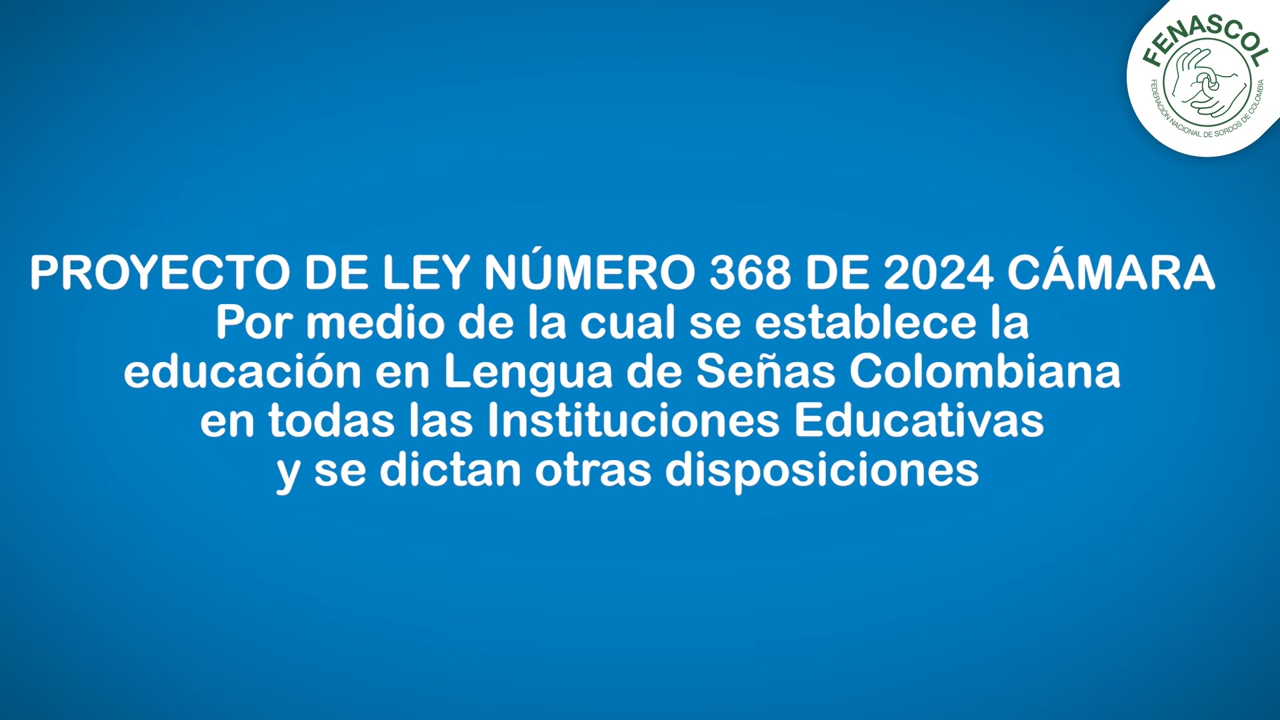 FENASCOL
FEDERACIÓN NACIONAL DE SORDOS DE COLOMBIA
PROYECTO DE LEY NÚMERO 368 DE 2024 CÁMARA
Por medio de la cual se establece la
educación en Lengua de Señas Colombiana
en todas las Instituciones Educativas
y se dictan otras disposiciones